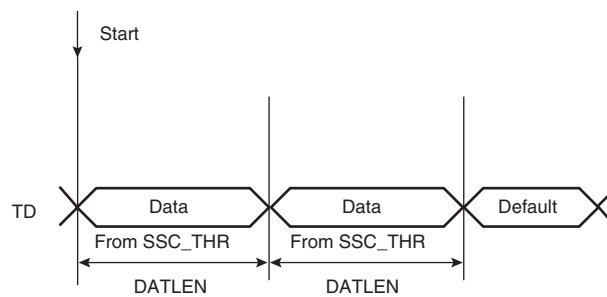 Start
TD
Data
Data
Default
From SSC_THR
From SSC_THR
DATLEN
DATLEN